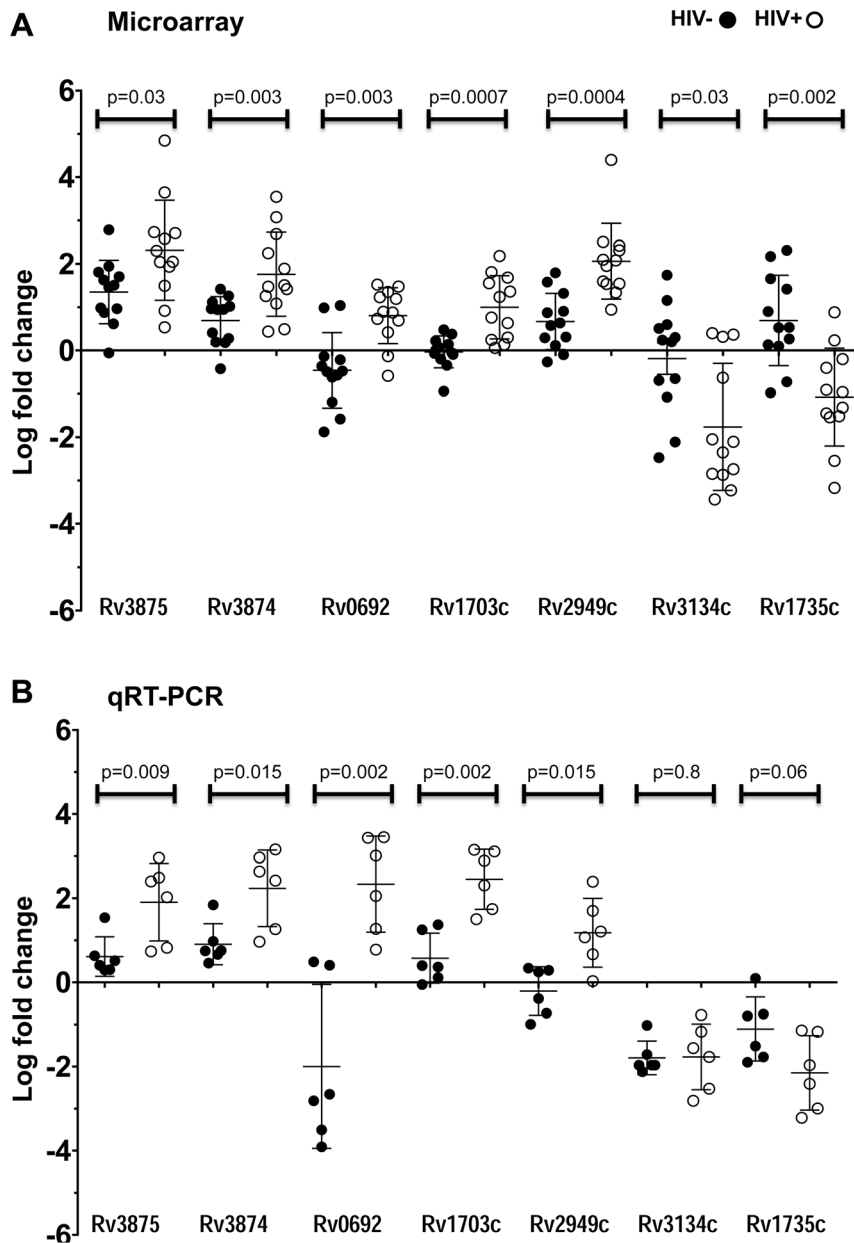 A Microarray HIV- HIV+
p=0.03 p=0.003 p=0.003 p=0.0007 p=0.0004 p=0.03 p=0.002
6
4
2
0
-2
-4
-6
Log fold change
Rv3875 Rv3874 Rv0692 Rv1703c Rv2949c Rv3134c Rv1735c
B qRT-PCR
p=0.009 p=0.015 p=0.002 p=0.002 p=0.015 p=0.8 p=0.06
6
4
2
0
-2
-4
-6
Log fold change
Rv3875 Rv3874 Rv0692 Rv1703c Rv2949c Rv3134c Rv1735c